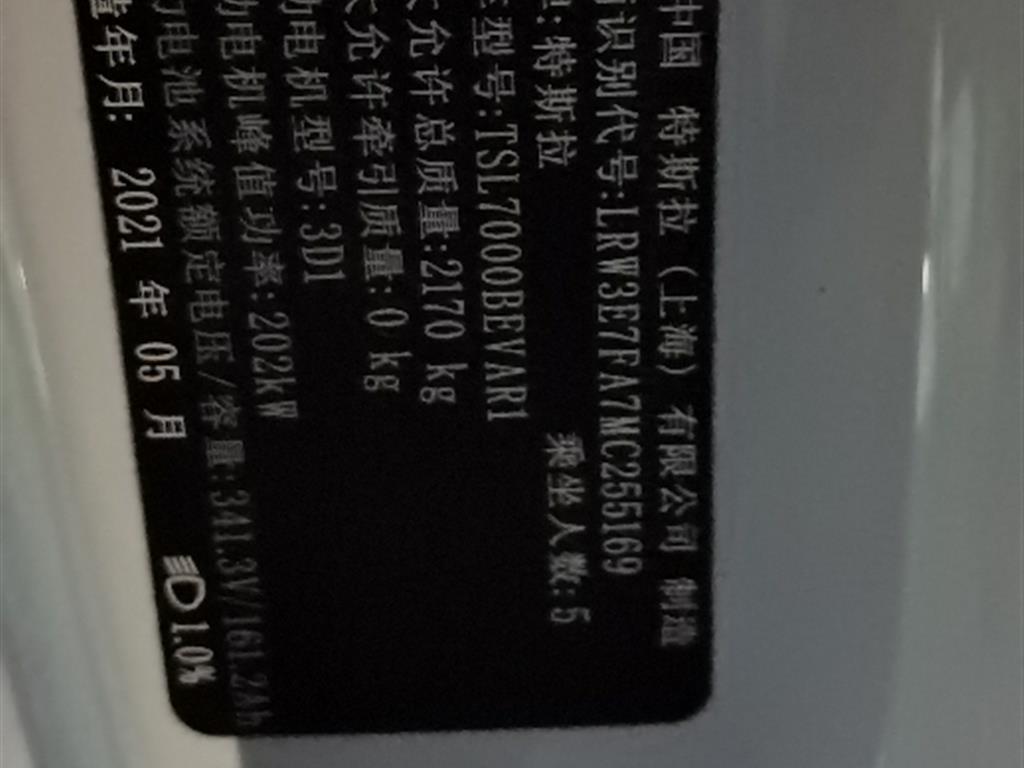 中国 特斯拉（上海）有限公司 制造
识别代号:LRW3E7FA7MC255169
:特斯拉 乘坐人数:5
型号:TSL7000BEVAR1
允许总质量:2170 kg
允许牵引质量:0 kg
电机型号:3D1
电机峰值功率:202kW
电池系统额定电压/容量:341.3V/161.2Ah
造年月: 2021 年 05 月 1.0%